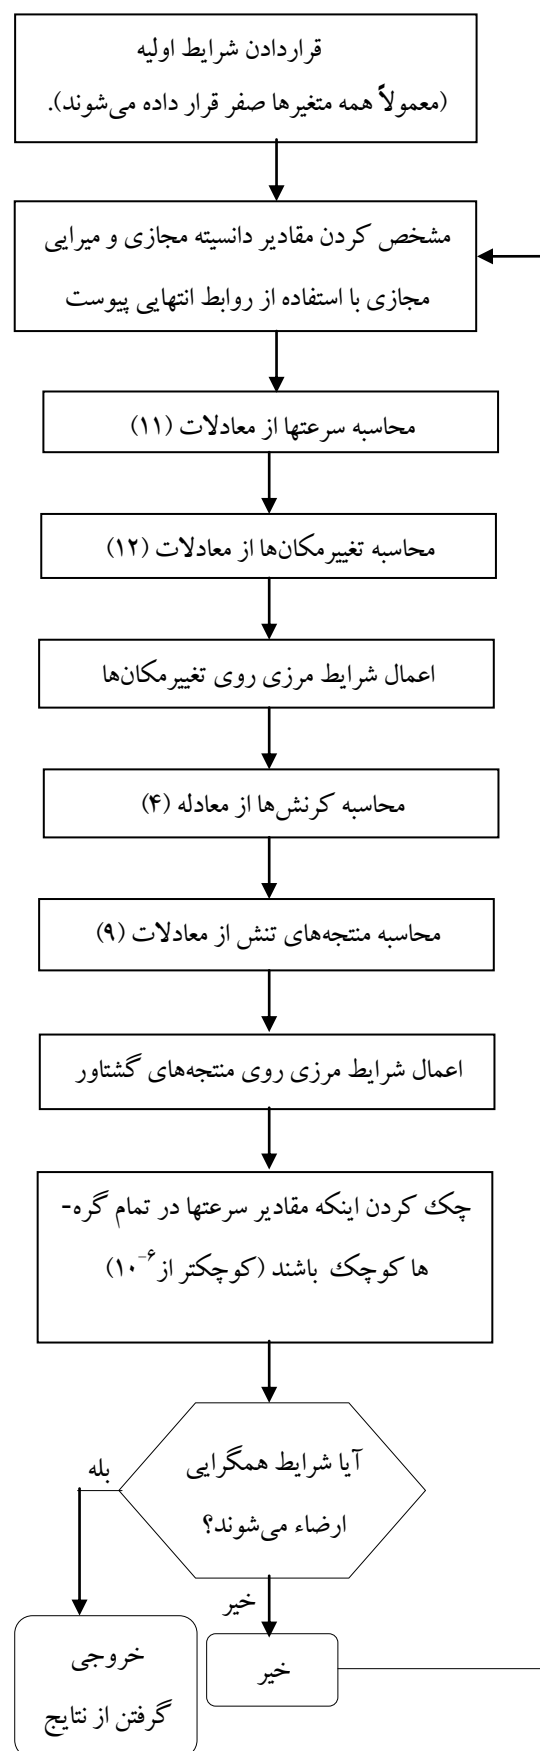 قراردادن شرایط اولیه
(معمولاً همه متغیرها صفر قرار داده می‌شوند).
مشخص کردن مقادیر دانسیته مجازی و میرایی
مجازی با استفاده از روابط انتهایی پیوست
محاسبه سرعتها از معادلات (۱۱)
محاسبه تغییرمکان‌ها از معادلات (۱۲)
اعمال شرایط مرزی روی تغییرمکان‌ها
محاسبه کرنش‌ها از معادله (۴)
محاسبه منتجه‌های تنش از معادلات (۹)
اعمال شرایط مرزی روی منتجه‌های گشتاور
چک کردن اینکه مقادیر سرعتها در تمام گره-
ها کوچک باشند (کوچکتر از ۱۰⁻⁶)
آیا شرایط همگرایی
ارضاء می‌شوند؟
بله
خیر
خیر
خروجی
گرفتن از نتایج